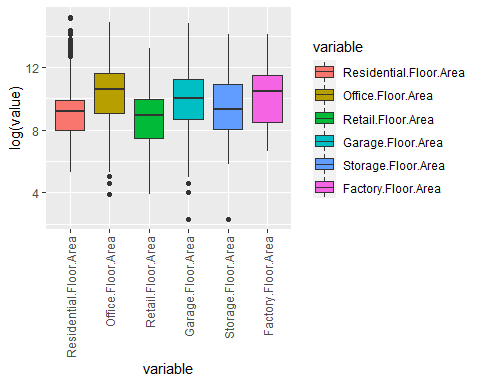 log(value)
12
8
4
Residential.Floor.Area
Office.Floor.Area
Retail.Floor.Area
Garage.Floor.Area
Storage.Floor.Area
Factory.Floor.Area
variable
variable
Residential.Floor.Area
Office.Floor.Area
Retail.Floor.Area
Garage.Floor.Area
Storage.Floor.Area
Factory.Floor.Area